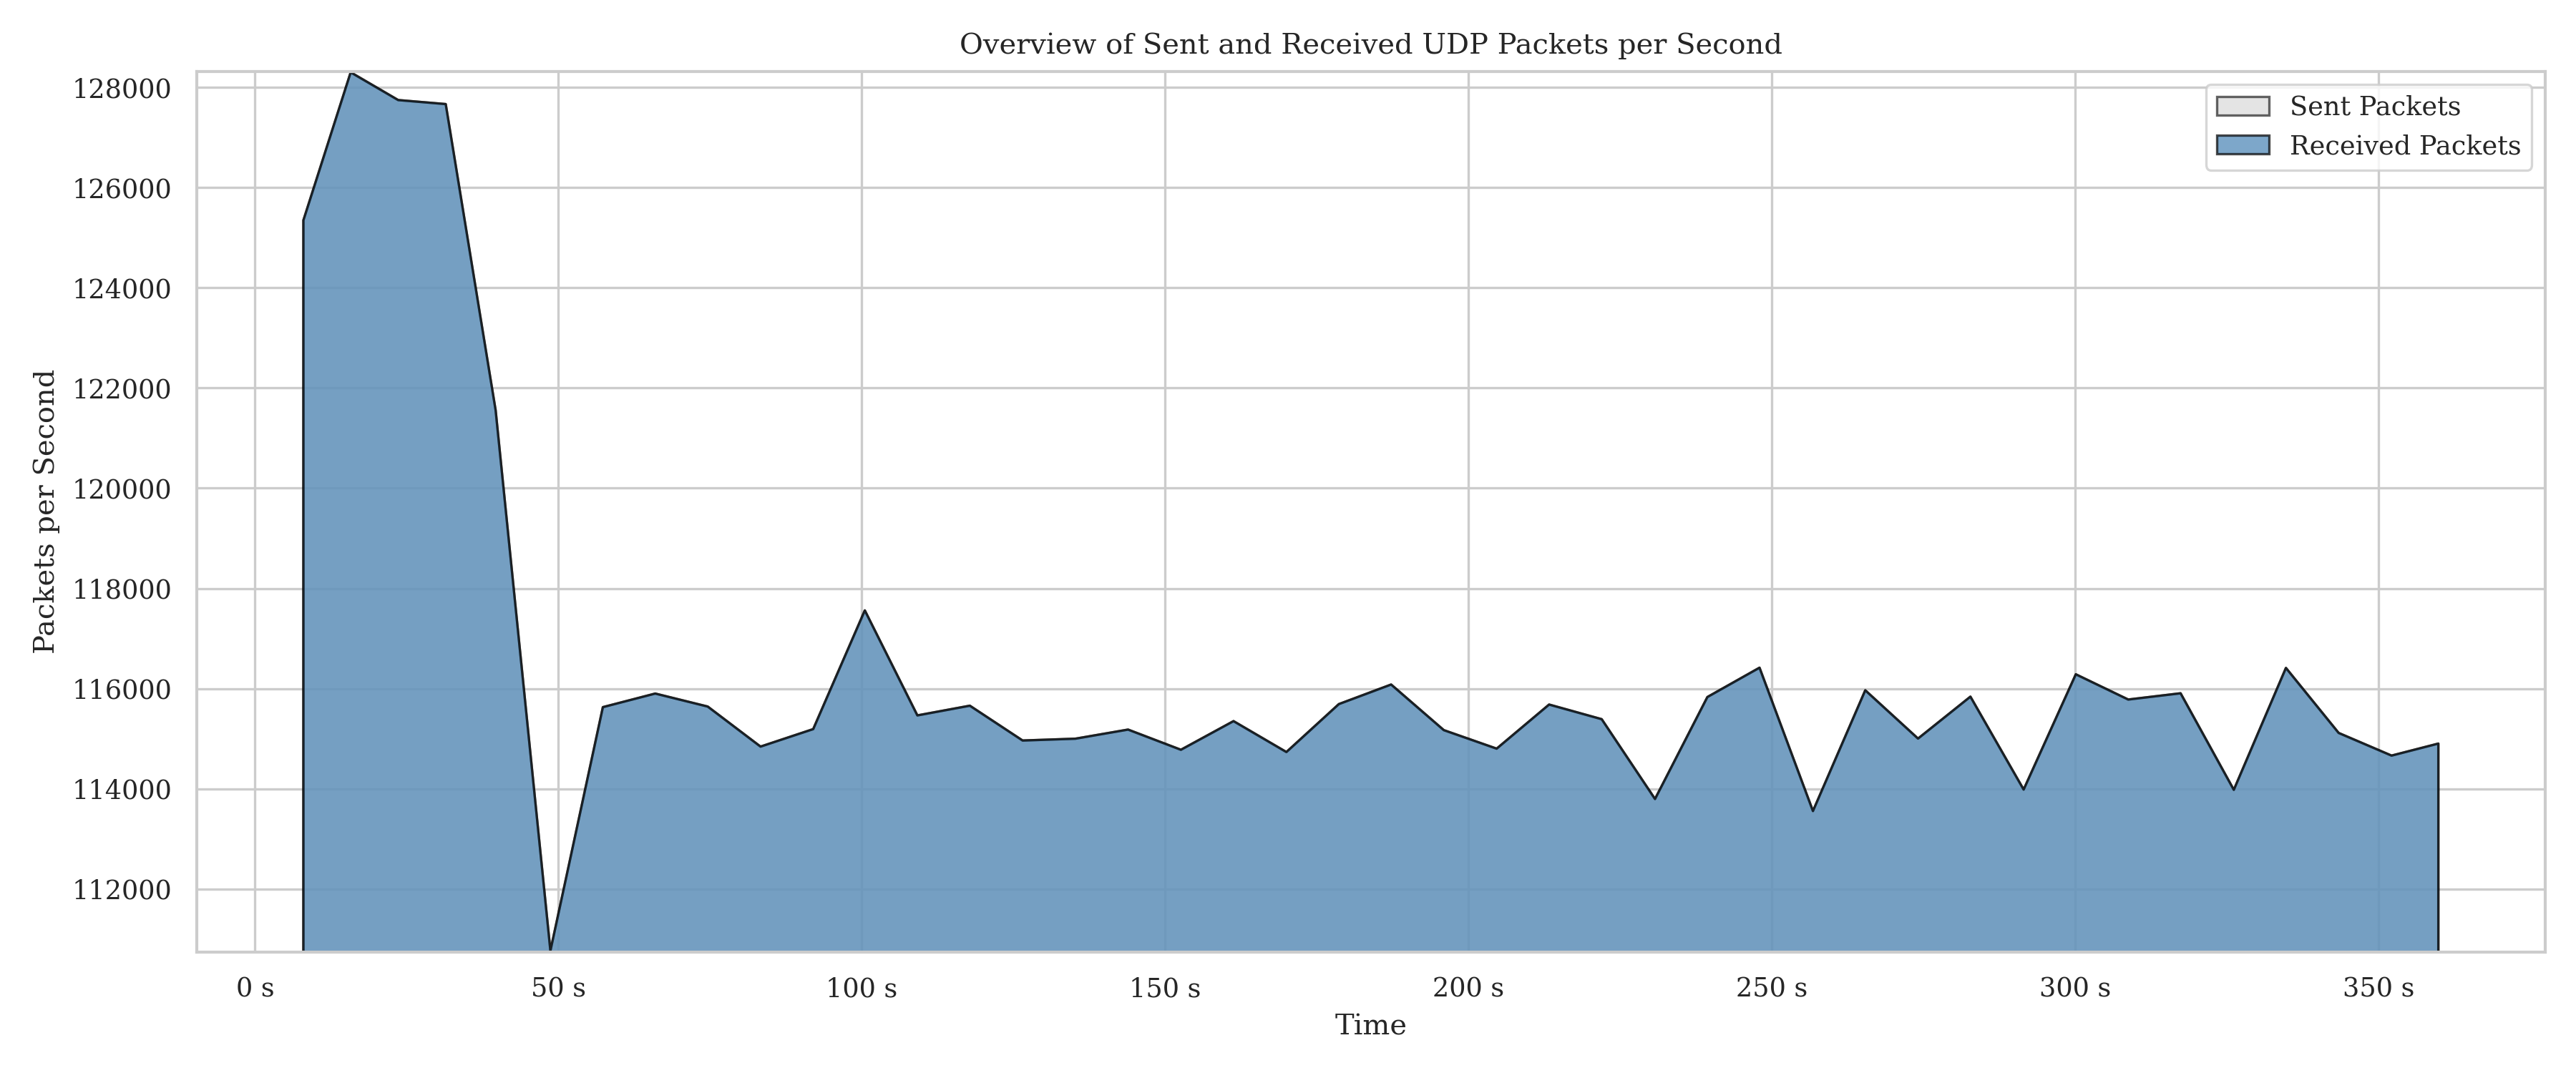 Overview of Sent and Received UDP Packets per Second
128000
126000
124000
122000
120000
118000
116000
114000
112000
Packets per Second
Sent Packets
Received Packets
0 s 50 s 100 s 150 s 200 s 250 s 300 s 350 s
Time